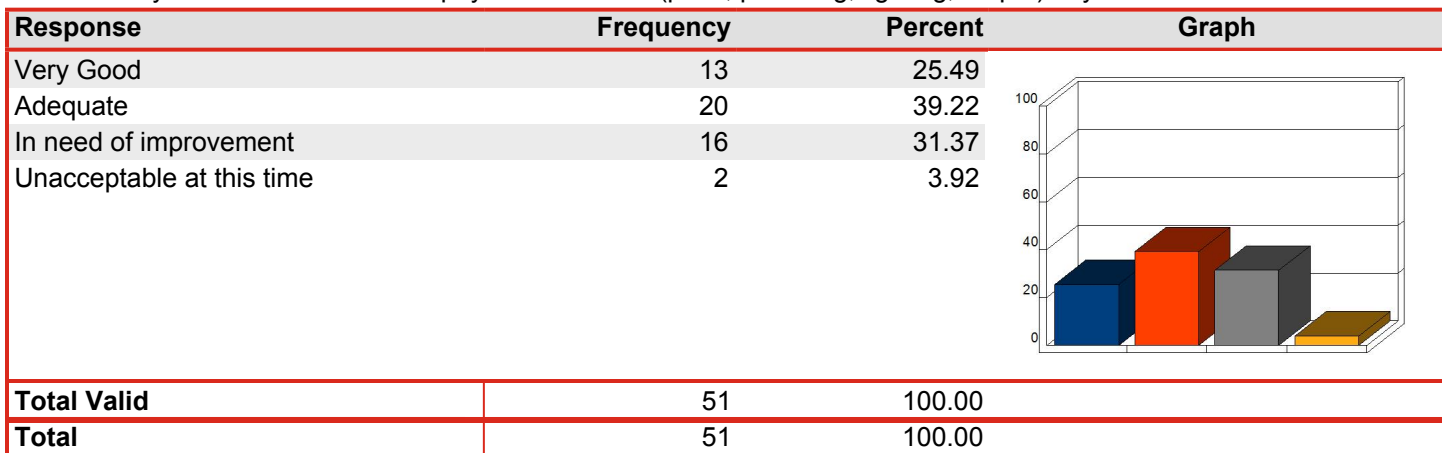 Response Frequency Percent Graph
Very Good 13 25.49
Adequate 20 39.22
In need of improvement 16 31.37
Unacceptable at this time 2 3.92
100
80
60
40
20
0
Total Valid 51 100.00
Total 51 100.00